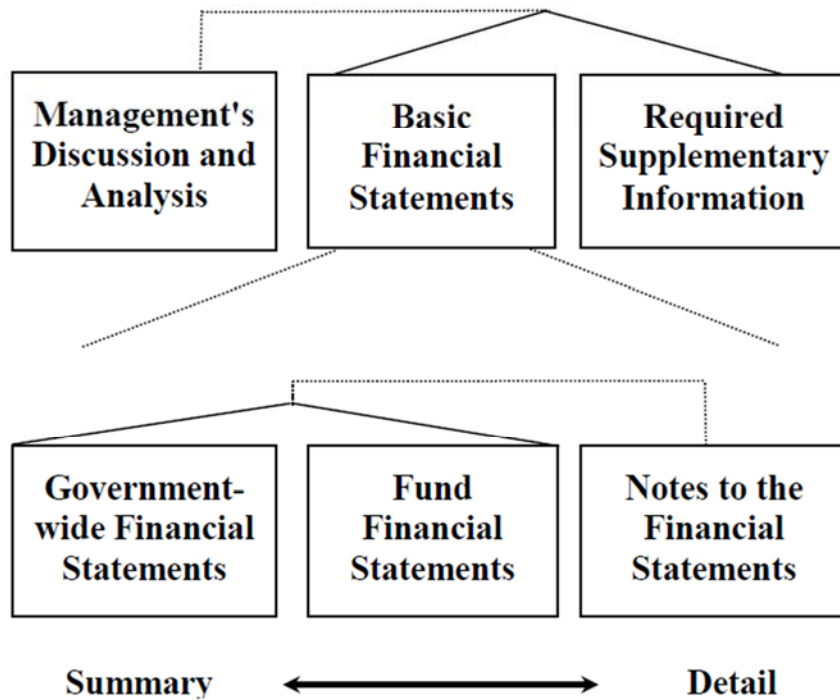 Management's
Discussion and
Analysis
Basic
Financial
Statements
Required
Supplementary
Information
Government-
wide Financial
Statements
Fund
Financial
Statements
Notes to the
Financial
Statements
Summary
Detail